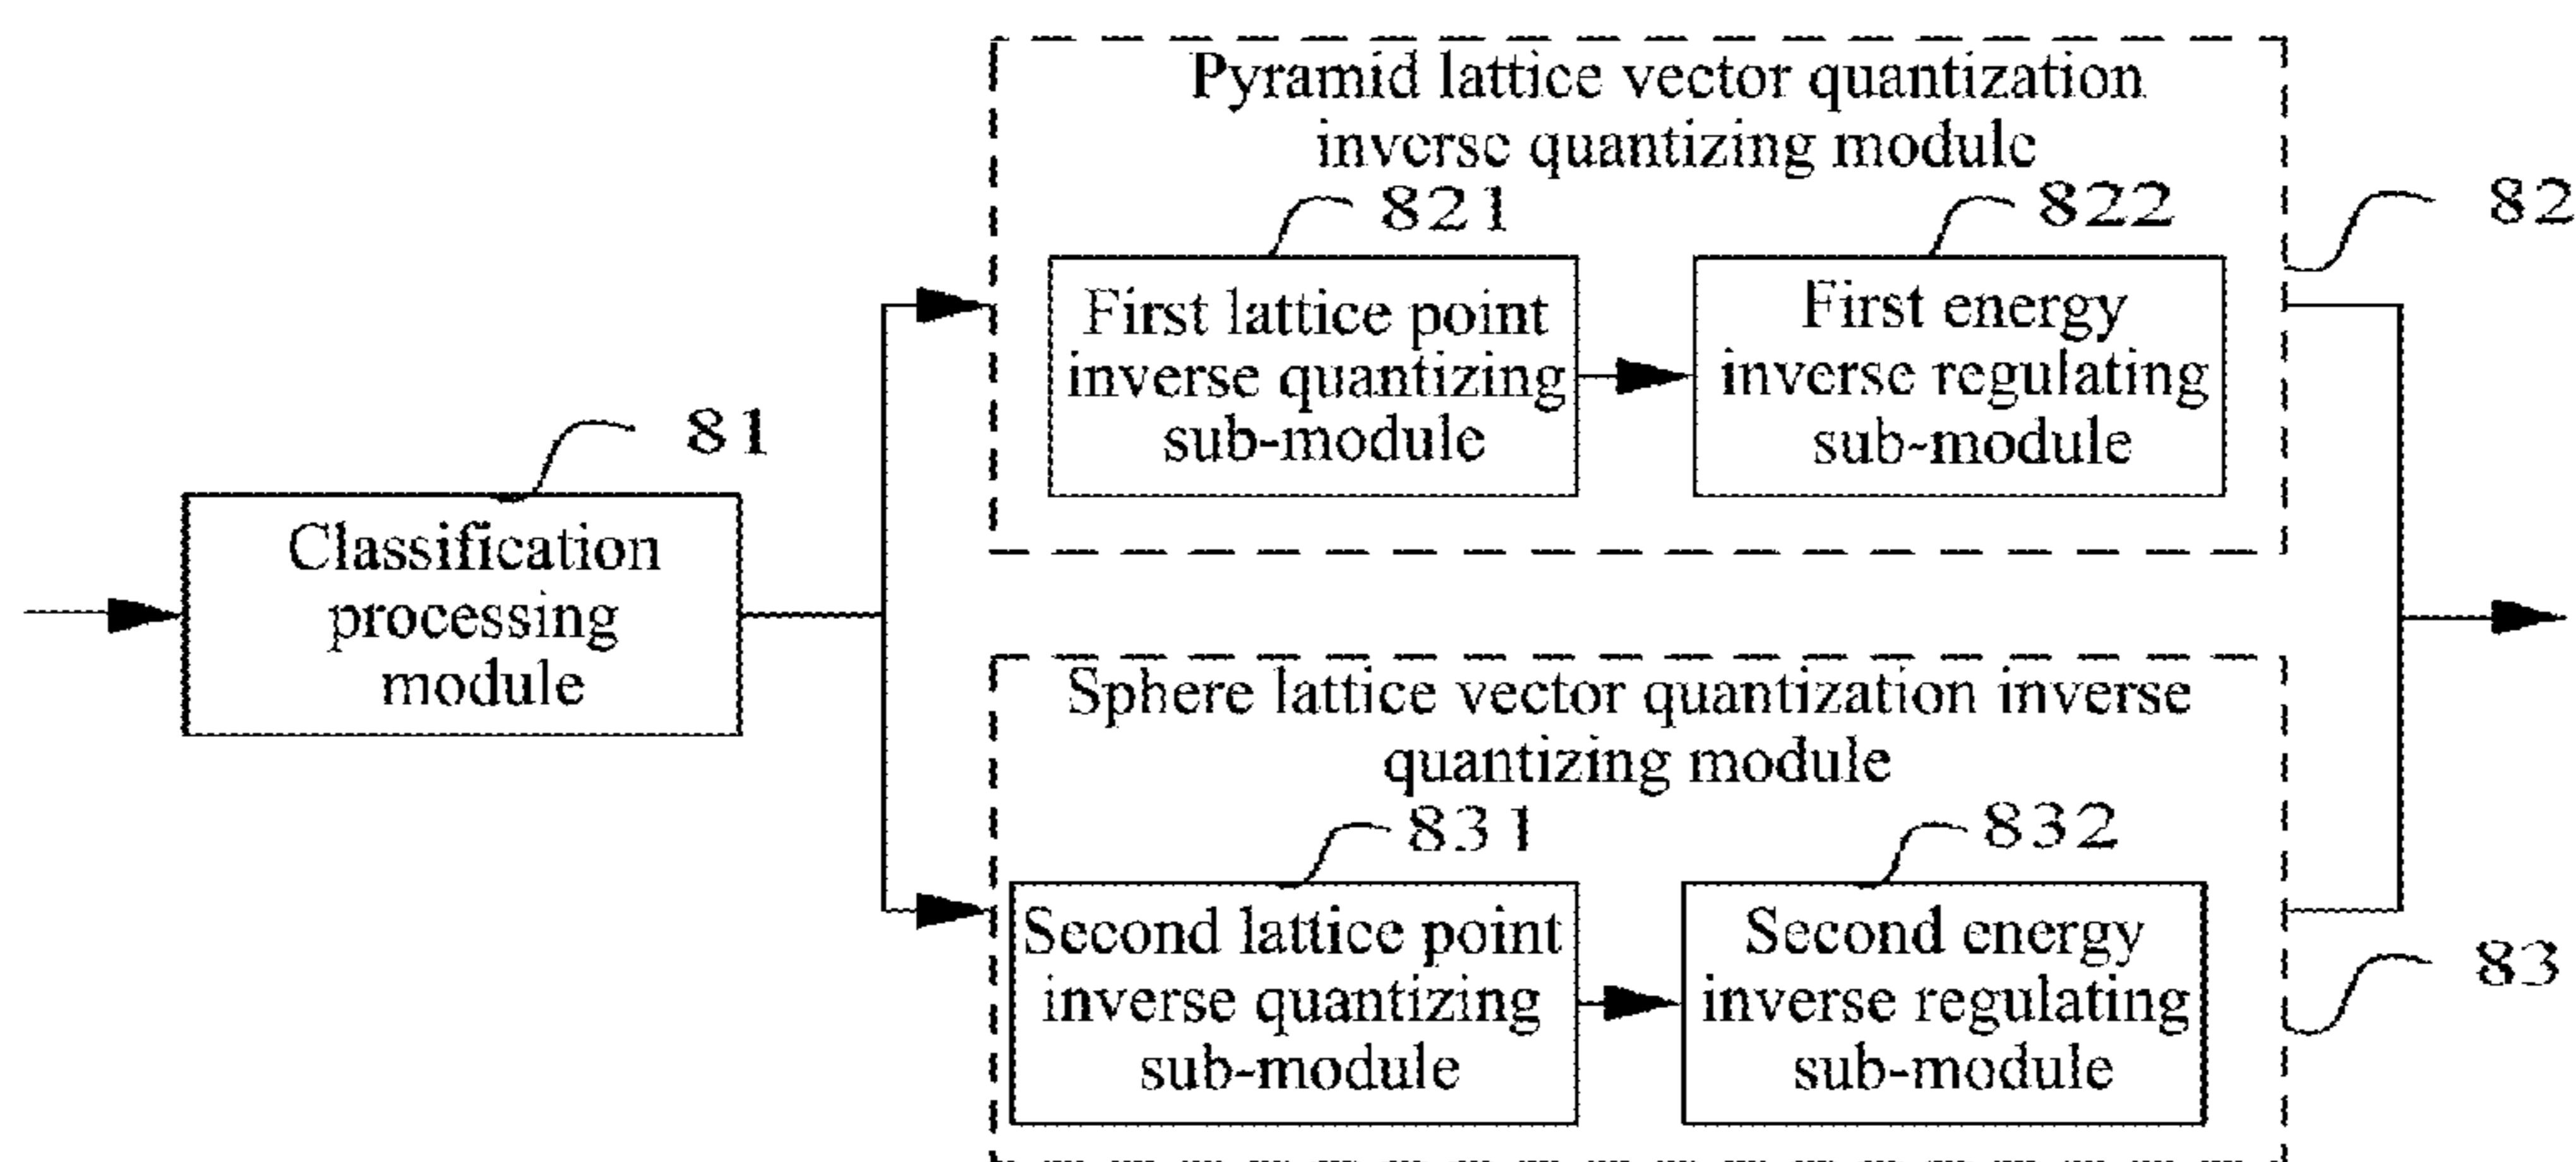 Pyramid lattice vector quantization
inverse quantizing module
821
822
82
First lattice point
inverse quantizing
sub-module
First energy
inverse regulating
sub-module
81
Classification
processing
module
Sphere lattice vector quantization inverse
quantizing module
831
832
Second lattice point
inverse quantizing
sub-module
Second energy
inverse regulating
sub-module
83